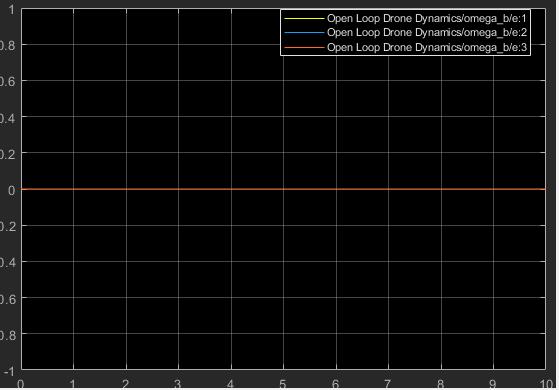 1
Open Loop Drone Dynamics/omega_b/e:1
Open Loop Drone Dynamics/omega_b/e:2
Open Loop Drone Dynamics/omega_b/e:3
0.8
0.6
0.4
0.2
0
0.2
0.4
0.6
0.8
-1
0 1 2 3 4 5 6 7 8 9 10